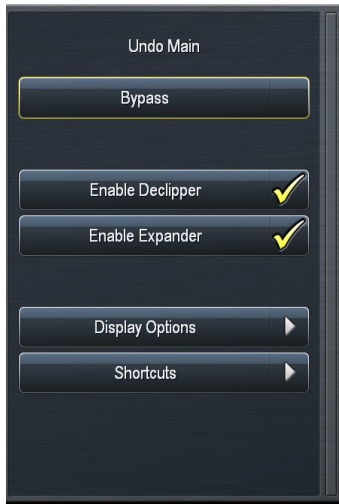 Undo Main
Bypass
Enable Declipper
Enable Expander
Display Options
Shortcuts